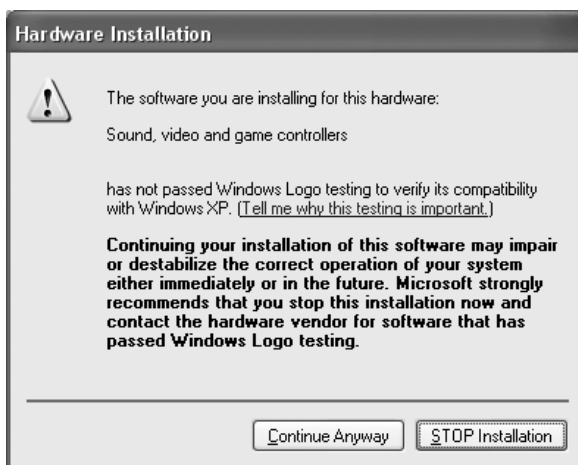 Hardware Installation
The software you are installing for this hardware:
Sound, video and game controllers
has not passed Windows Logo testing to verify its compatibility
with Windows XP. (Tell me why this testing is important.)
Continuing your installation of this software may impair
or destabilize the correct operation of your system
either immediately or in the future. Microsoft strongly
recommends that you stop this installation now and
contact the hardware vendor for software that has
passed Windows Logo testing.
Continue Anyway
STOP Installation